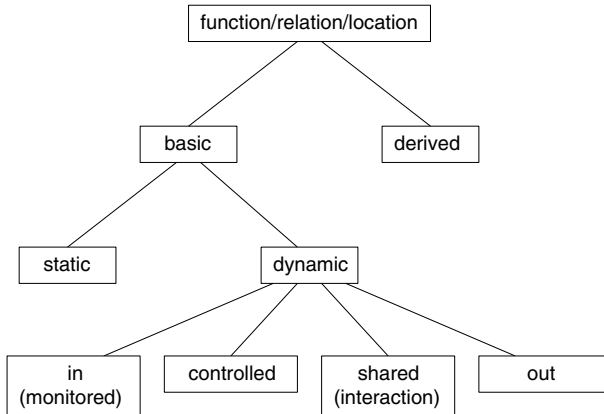 function/relation/location
basic
derived
static
dynamic
in
(monitored)
controlled
shared
(interaction)
out